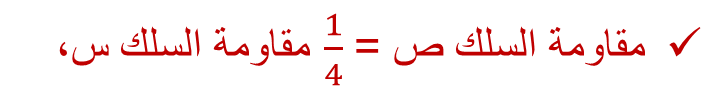 ✓ مقاومة السلك ص = 1/4 مقاومة السلك س،